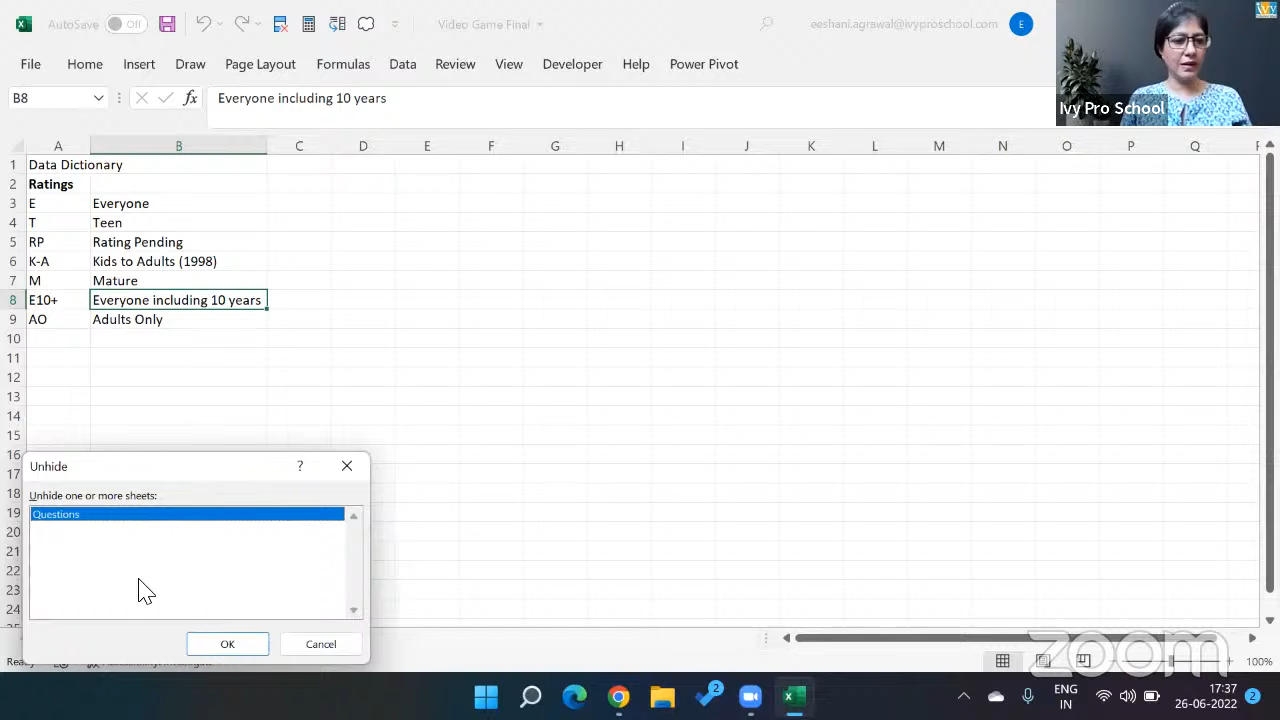 AutoSave Off Video Game Final eeshani.agrawal@ivyproschool.com E
File Home Insert Draw Page Layout Formulas Data Review View Developer Help Power Pivot
Ivy Pro School
B8 fx Everyone including 10 years
A B C D E F G H I J K L M N O P Q
1 Data Dictionary
2 Ratings
3 E Everyone
4 T Teen
5 RP Rating Pending
6 K-A Kids to Adults (1998)
7 M Mature
8 E10+ Everyone including 10 years
9 AO Adults Only
10
11
12
13
14
15
16
17
18
19
20
21
22
23
24
Unhide ?
Unhide one or more sheets:
Questions
OK Cancel
zoom
100%
2
ENG
IN
17:37
26-06-2022
2